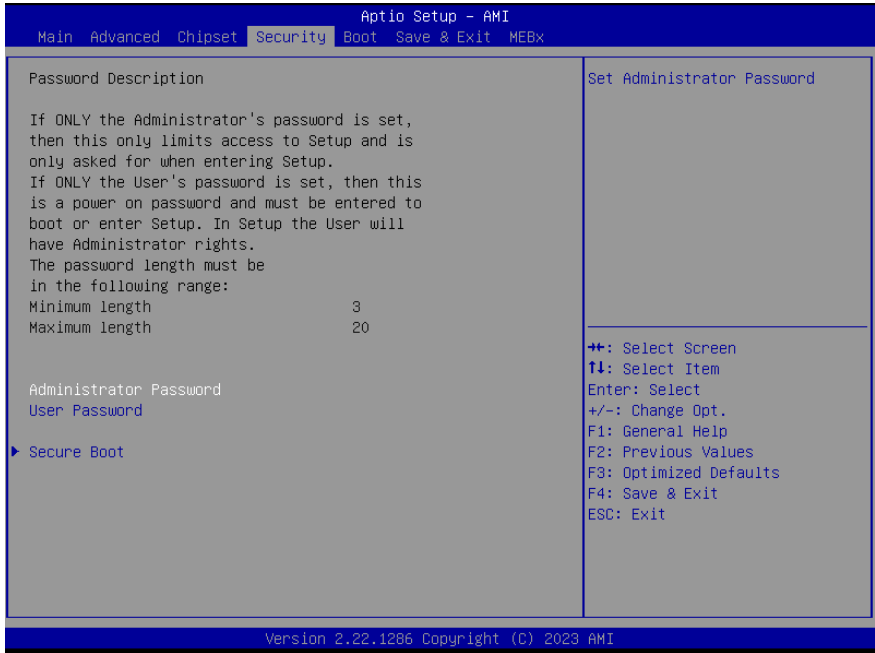 Aptio Setup – AMI
Main Advanced Chipset Security Boot Save & Exit MEBx
Password Description
If ONLY the Administrator's password is set,
then this only limits access to Setup and is
only asked for when entering Setup.
If ONLY the User's password is set, then this
is a power on password and must be entered to
boot or enter Setup. In Setup the User will
have Administrator rights.
The password length must be
in the following range:
Minimum length 3
Maximum length 20
Administrator Password
User Password
Secure Boot
Set Administrator Password
→←: Select Screen
↑↓: Select Item
Enter: Select
+/-: Change Opt.
F1: General Help
F2: Previous Values
F3: Optimized Defaults
F4: Save & Exit
ESC: Exit
Version 2.22.1286 Copyright (C) 2023 AMI